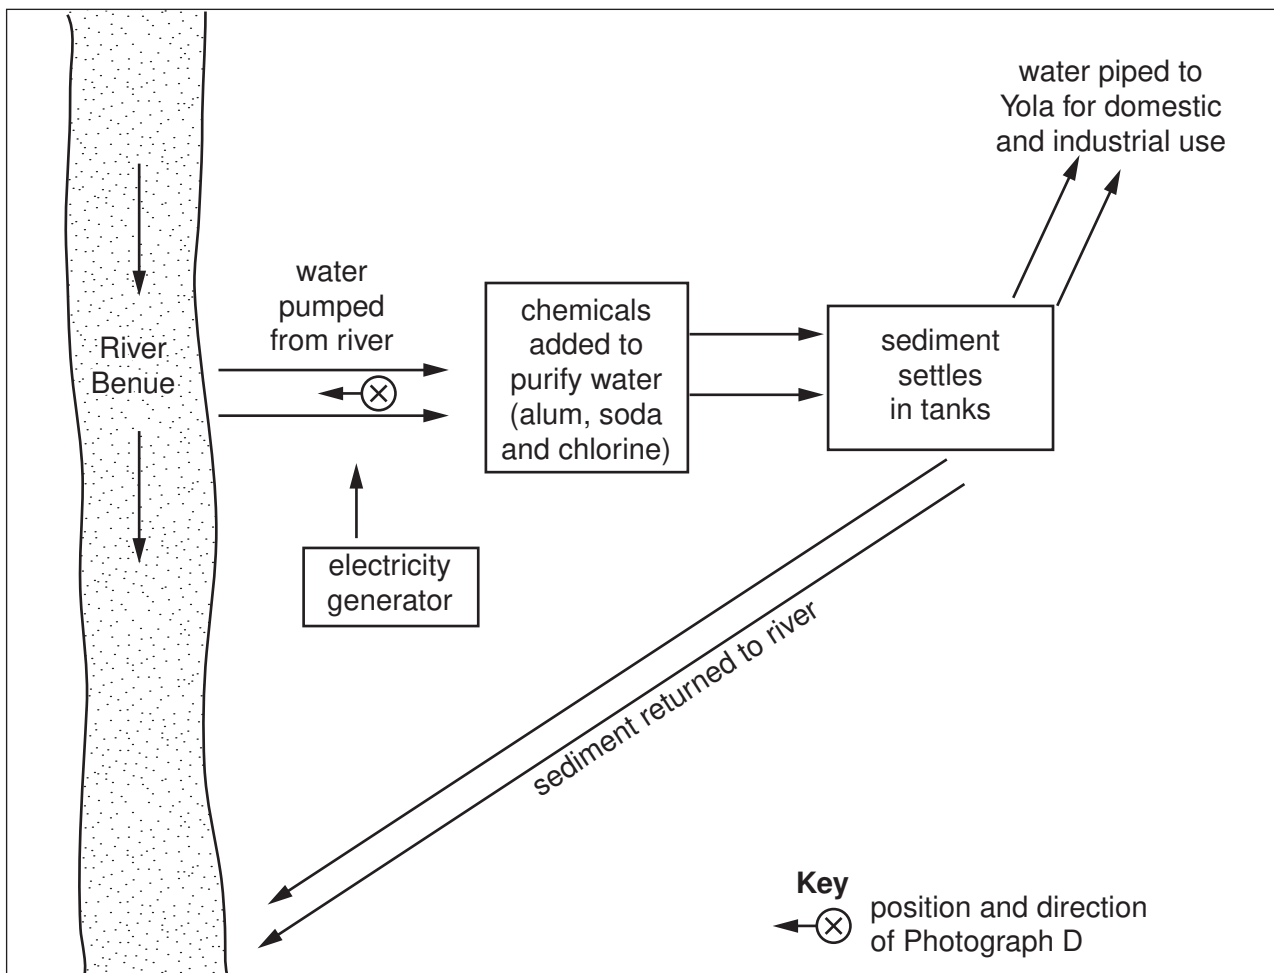 water piped to
Yola for domestic
and industrial use
water
pumped
from river
River
Benue
chemicals
added to
purify water
(alum, soda
and chlorine)
sediment
settles
in tanks
electricity
generator
sediment returned to river
Key
position and direction
of Photograph D